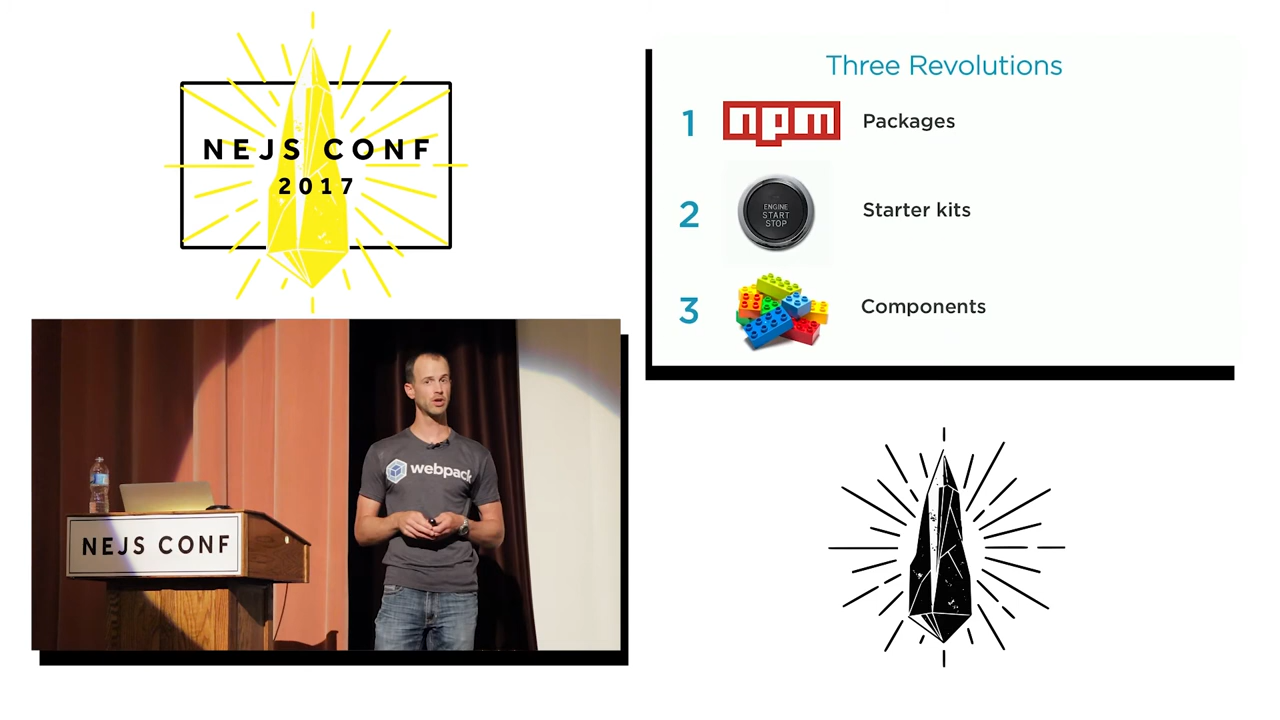 NEJS CONF
2017
Three Revolutions
1 npm Packages
2 ENGINE START STOP Starter kits
3 Components
webpack
NEJS CONF